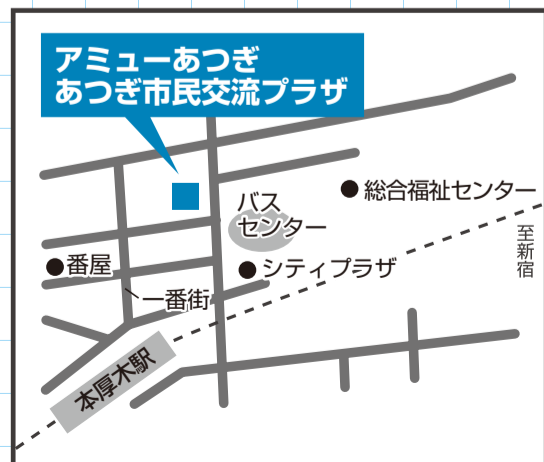 アミューあつぎ
あつぎ市民交流プラザ
バス
センター
総合福祉センター
至新宿
番屋
シティプラザ
一番街
本厚木駅